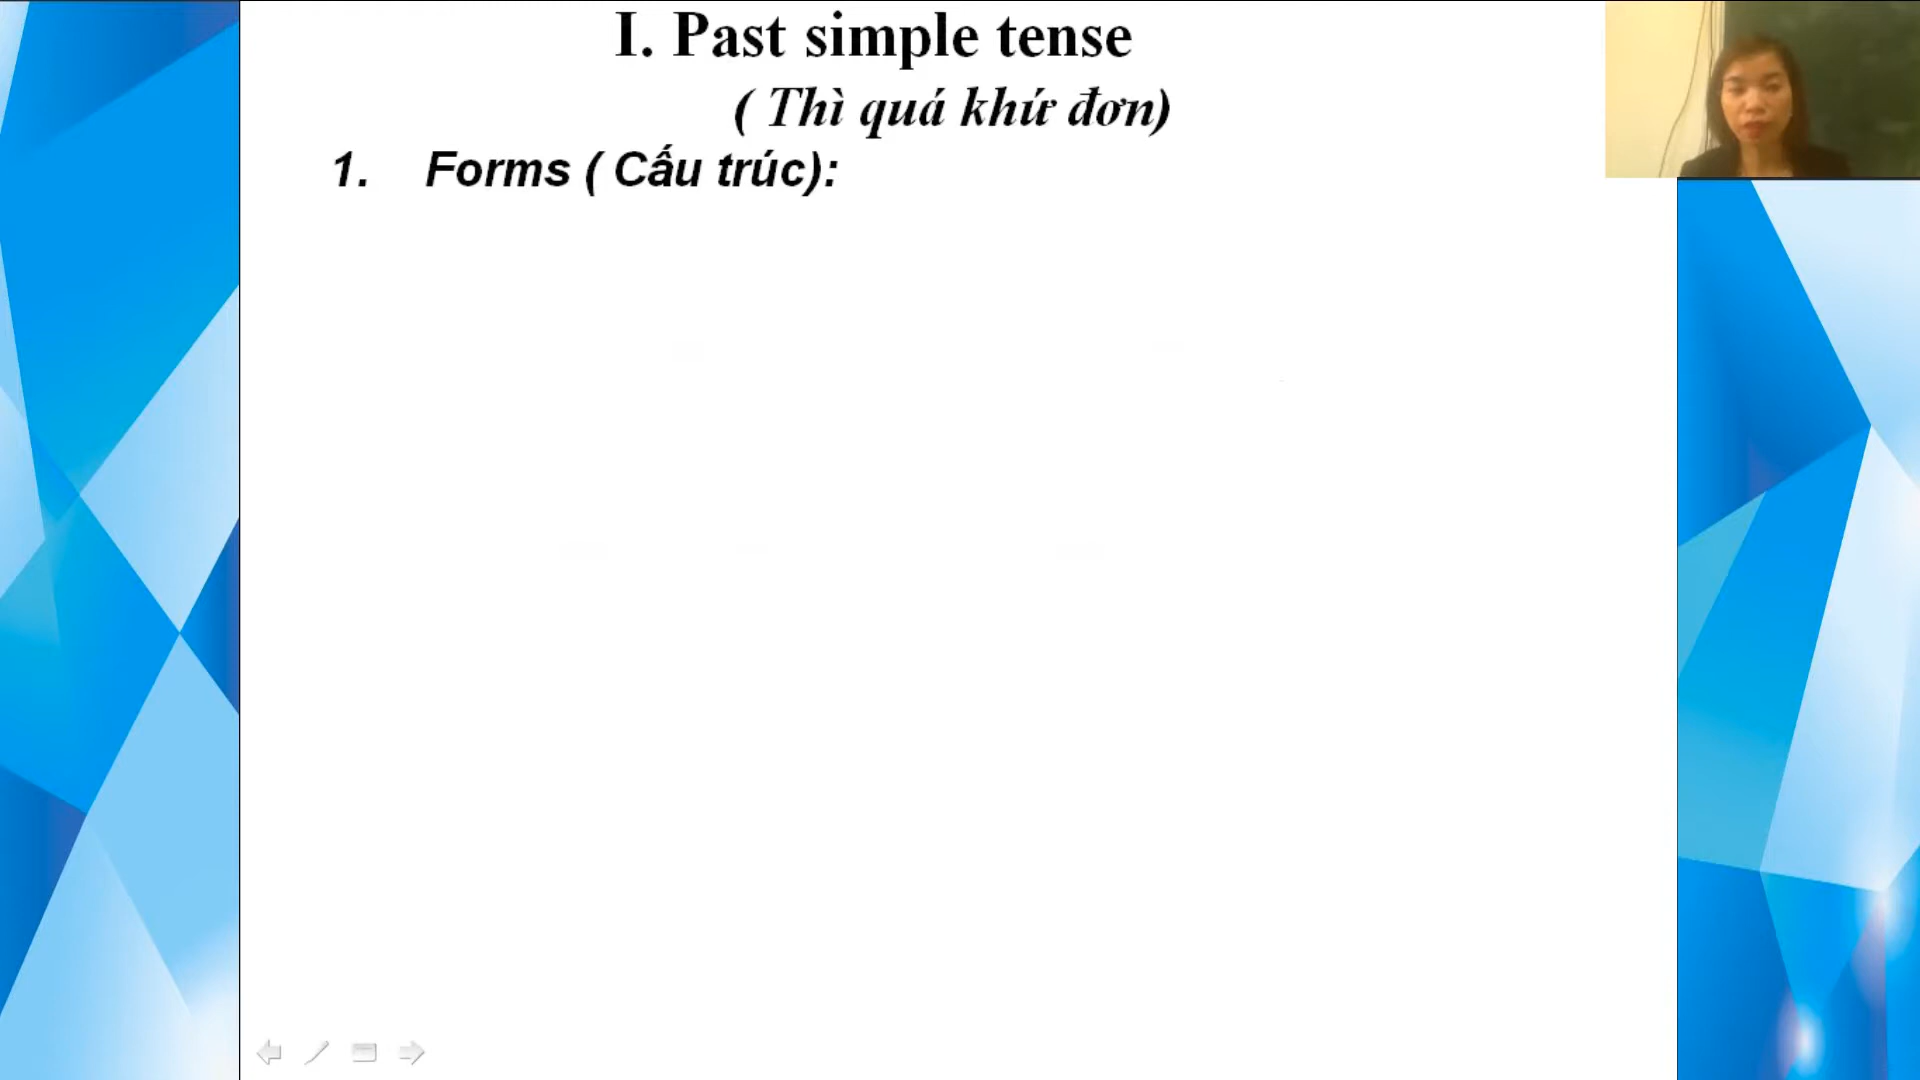 I. Past simple tense
( Thì quá khứ đơn)
1. Forms ( Cấu trúc):